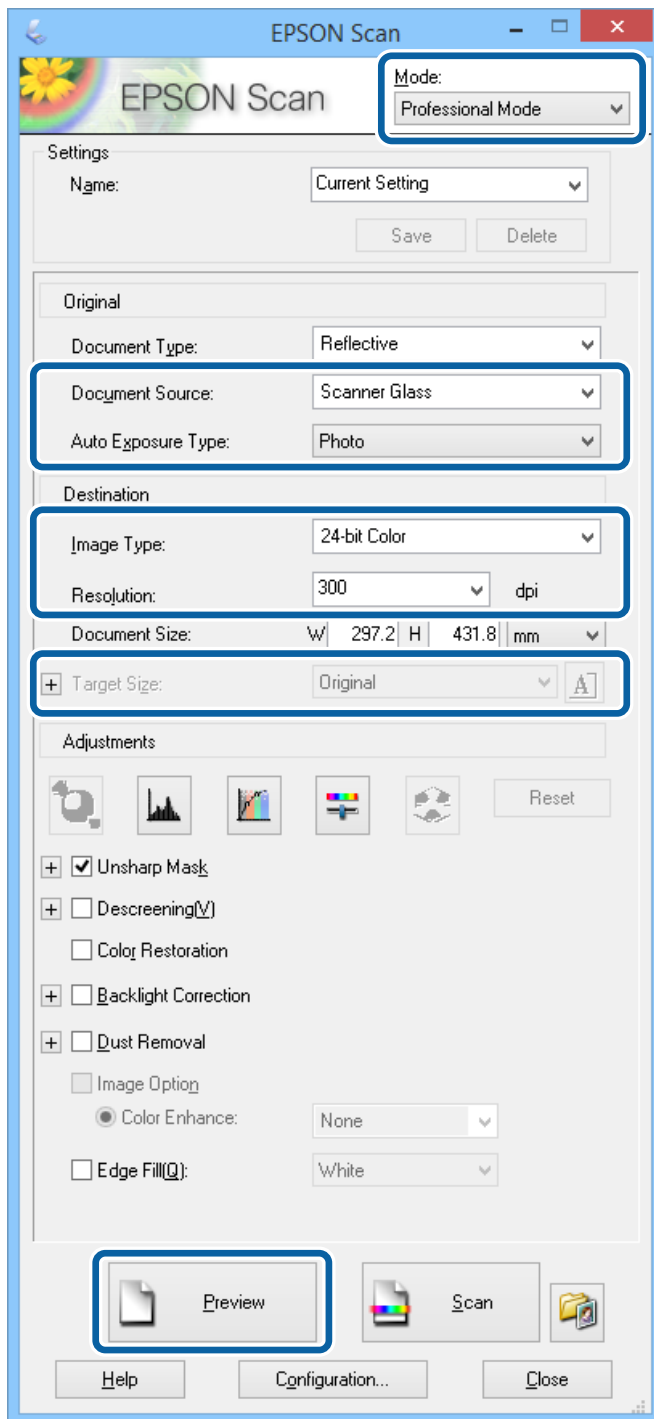 EPSON Scan
EPSON Scan
Mode:
Professional Mode
Settings
Name: Current Setting
Save Delete
Original
Document Type: Reflective
Document Source: Scanner Glass
Auto Exposure Type: Photo
Destination
Image Type: 24-bit Color
Resolution: 300 dpi
Document Size: W 297.2 H 431.8 mm
+ Target Size: Original A
Adjustments
Reset
+ Unsharp Mask
+ Descreening(V)
Color Restoration
+ Backlight Correction
+ Dust Removal
Image Option
Color Enhance: None
Edge Fill(Q): White
Preview Scan
Help Configuration... Close